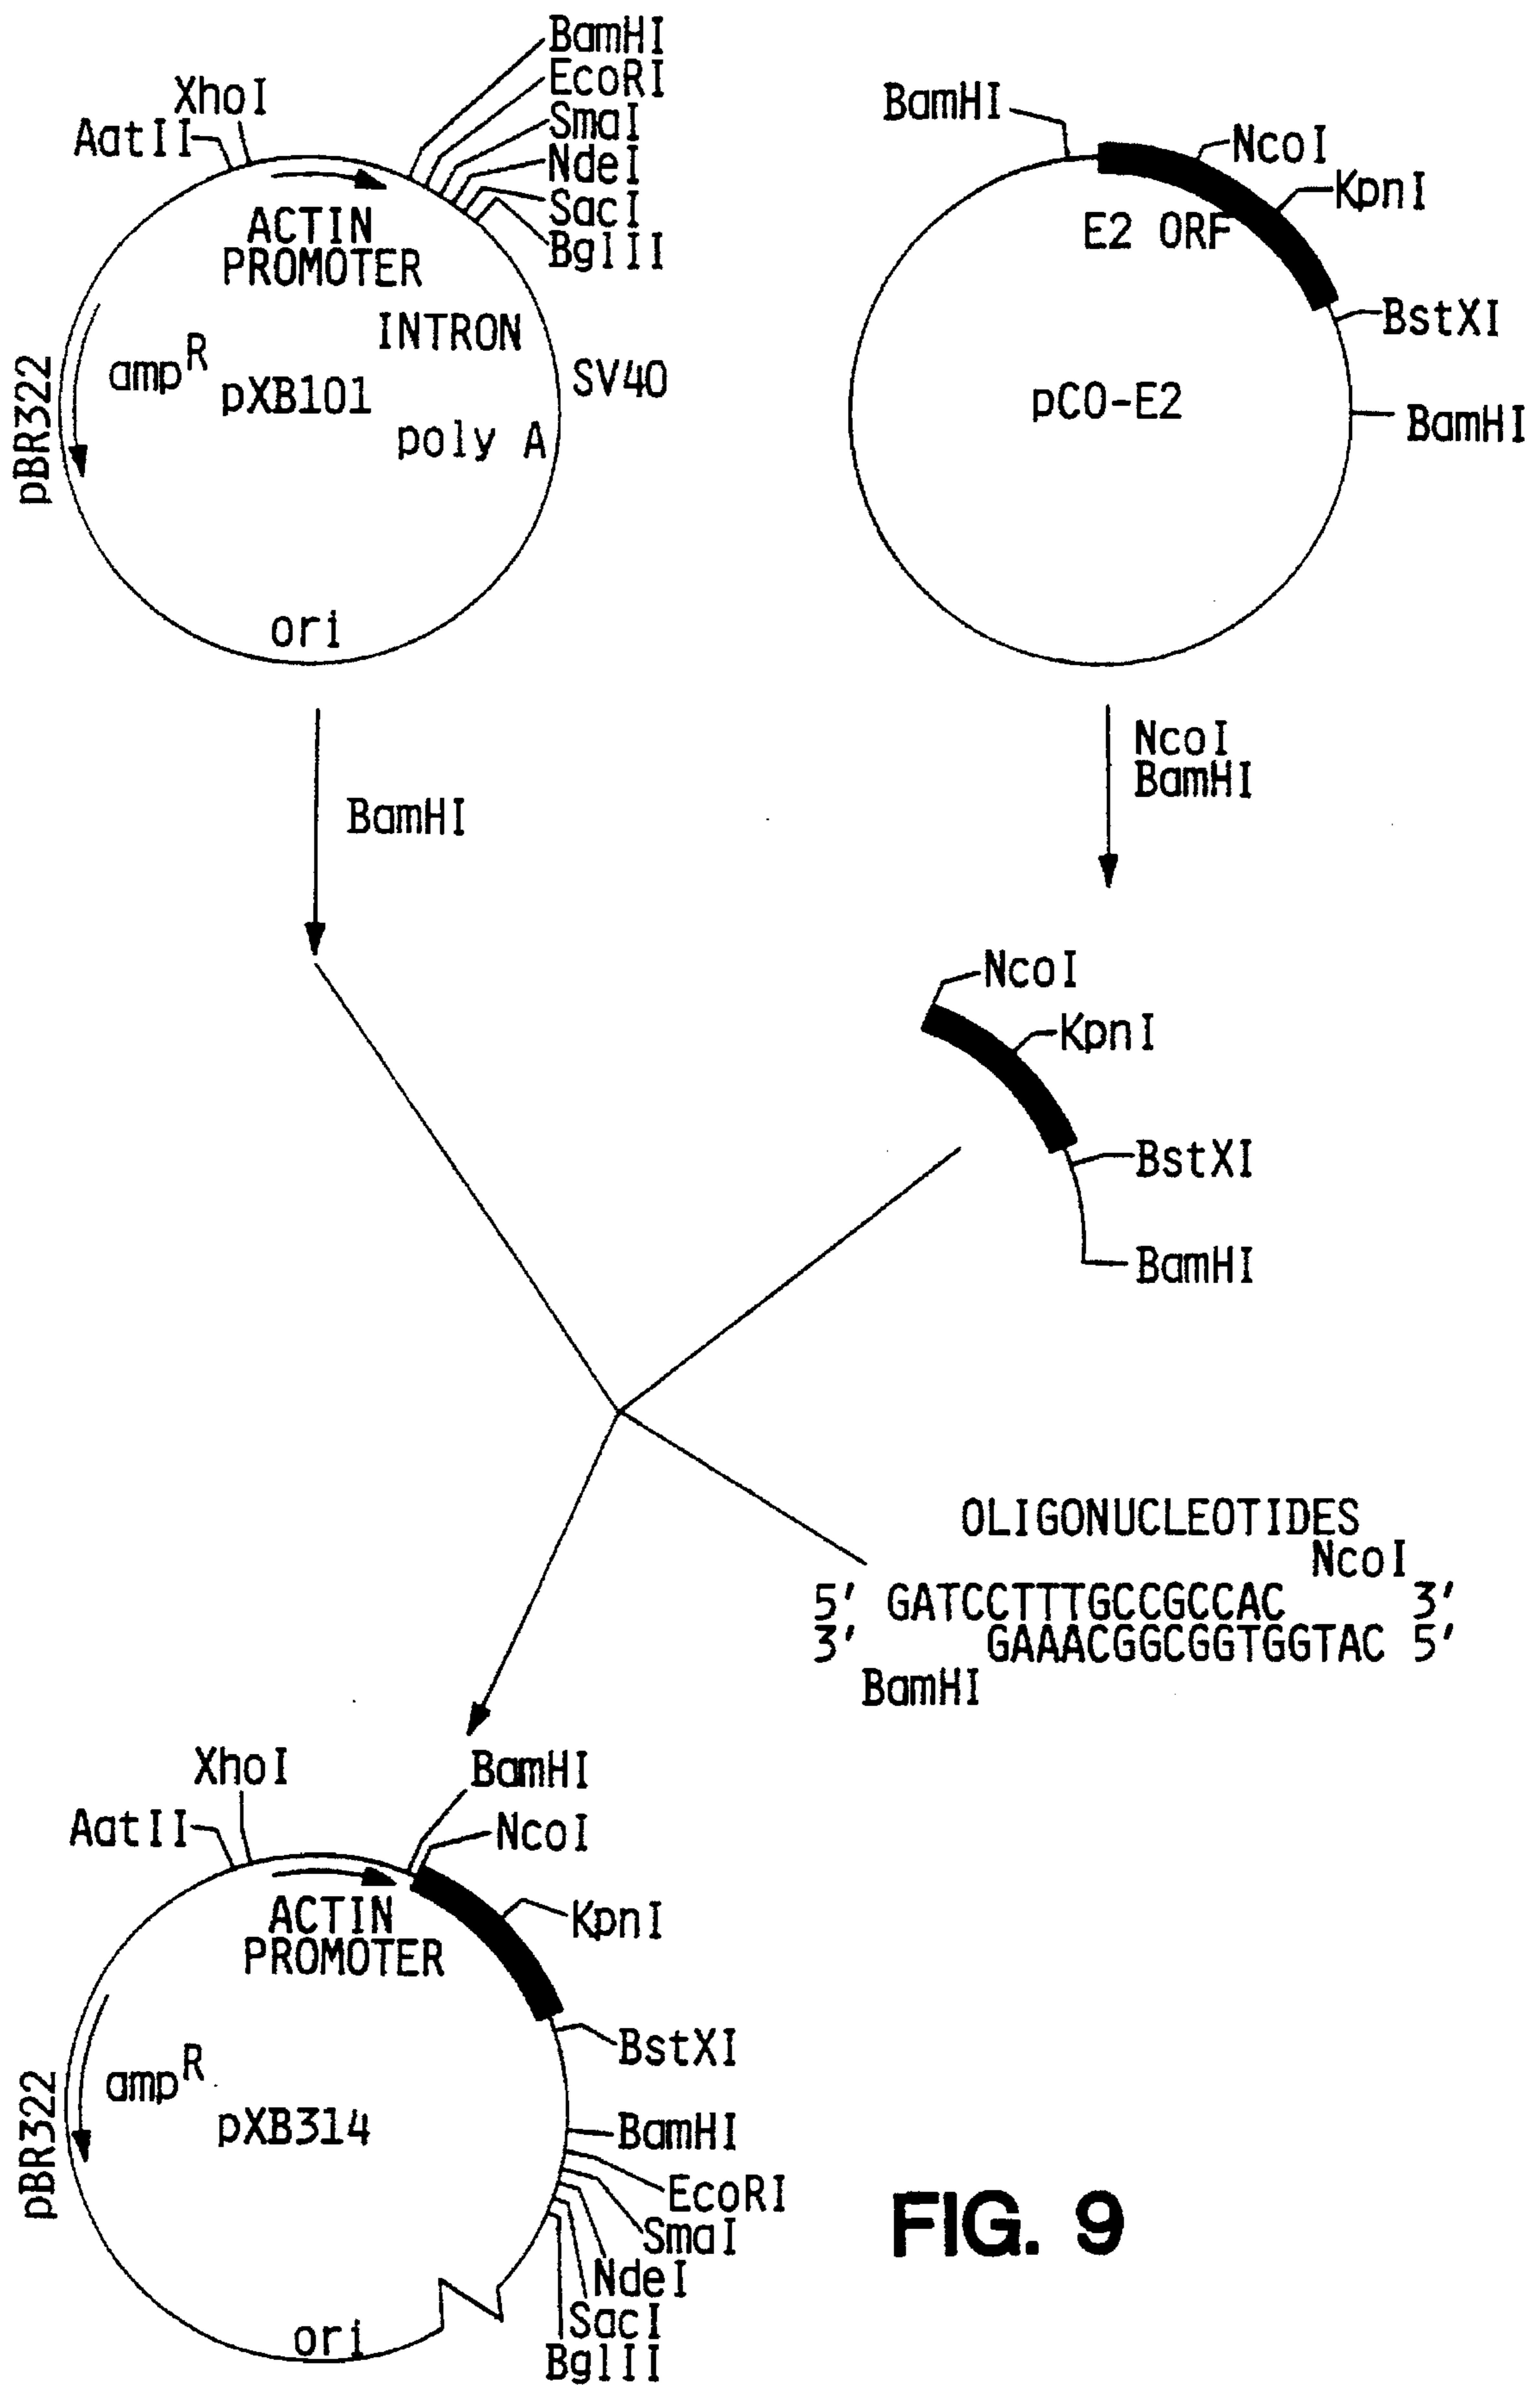 BamHI
EcoRI
SmaI
NdeI
SacI
BglII
XhoI
AatII
ACTIN
PROMOTER
INTRON
SV40
poly A
amp^R
pXB101
pBR322
ori
BamHI
NcoI
KpnI
E2 ORF
BstXI
BamHI
pCO-E2
BamHI
NcoI
BamHI
NcoI
KpnI
BstXI
BamHI
OLIGONUCLEOTIDES
NcoI
5' GATCCTTTGCCGCCAC 3'
3' GAAACGGCGGTGGTAC 5'
BamHI
XhoI
AatII
BamHI
NcoI
ACTIN
PROMOTER
KpnI
BstXI
amp^R
pXB314
pBR322
BamHI
EcoRI
SmaI
NdeI
SacI
BglII
ori
FIG. 9